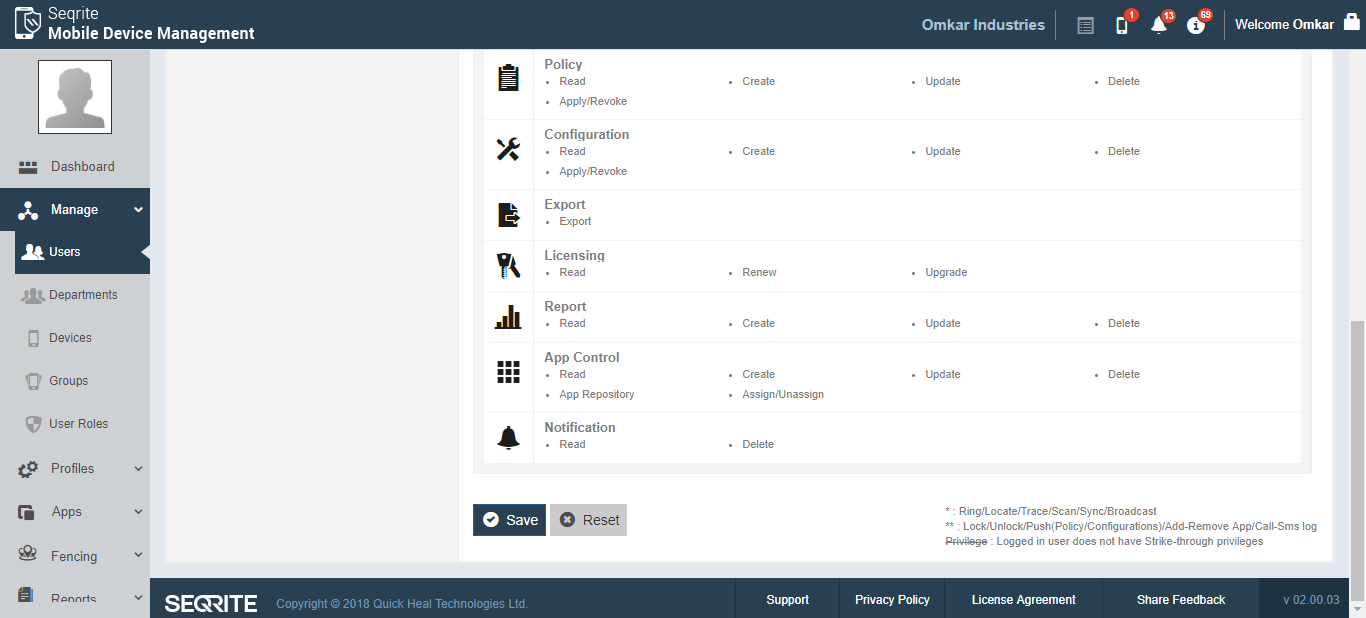 Seqrite
Mobile Device Management
Omkar Industries
1
13
69
Welcome Omkar
Dashboard
Manage
Users
Departments
Devices
Groups
User Roles
Profiles
Apps
Fencing
Reports
Policy
Read Create Update Delete
Apply/Revoke
Configuration
Read Create Update Delete
Apply/Revoke
Export
Export
Licensing
Read Renew Upgrade
Report
Read Create Update Delete
App Control
Read Create Update Delete
App Repository Assign/Unassign
Notification
Read Delete
Save Reset
* : Ring/Locate/Trace/Scan/Sync/Broadcast
** : Lock/Unlock/Push(Policy/Configurations)/Add-Remove App/Call-Sms log
Privilege : Logged in user does not have Strike-through privileges
SEQRITE Copyright © 2018 Quick Heal Technologies Ltd. Support Privacy Policy License Agreement Share Feedback v 02.00.03